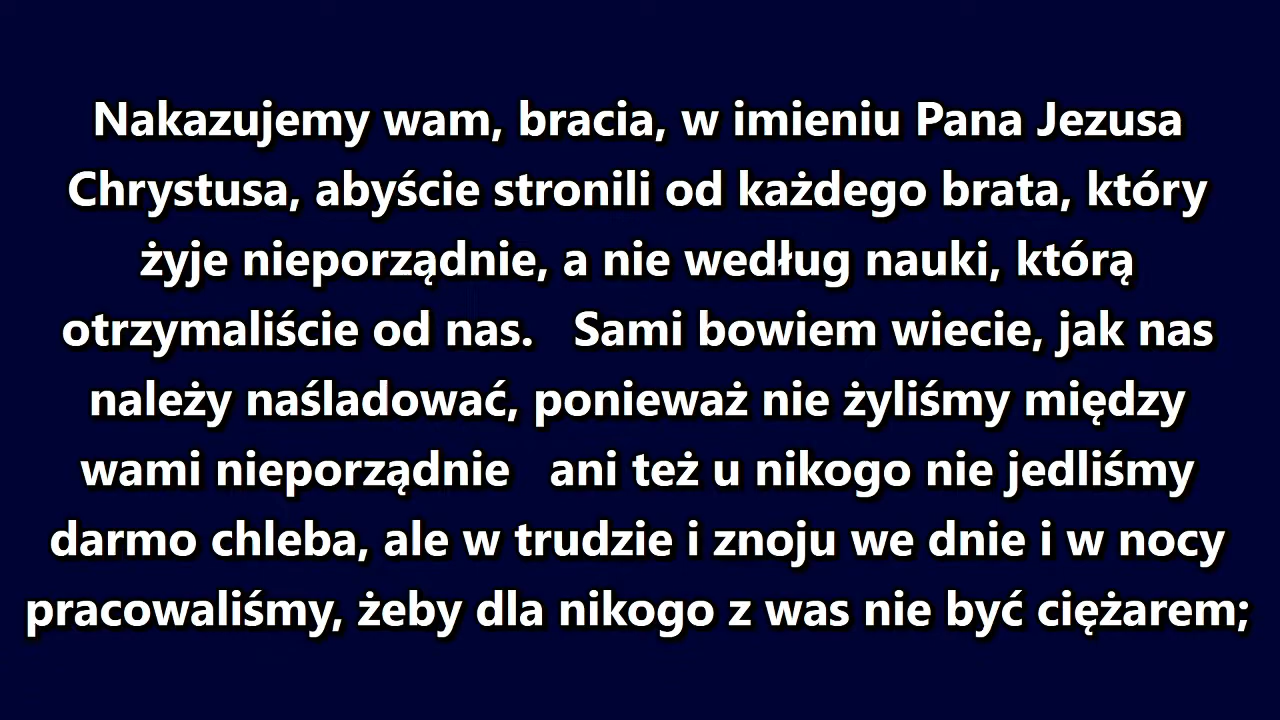 Nakazujemy wam, bracia, w imieniu Pana Jezusa
Chrystusa, abyście stronili od każdego brata, który
żyje nieporządnie, a nie według nauki, którą
otrzymaliście od nas.   Sami bowiem wiecie, jak nas
należy naśladować, ponieważ nie żyliśmy między
wami nieporządnie   ani też u nikogo nie jedliśmy
darmo chleba, ale w trudzie i znoju we dnie i w nocy
pracowaliśmy, żeby dla nikogo z was nie być ciężarem;